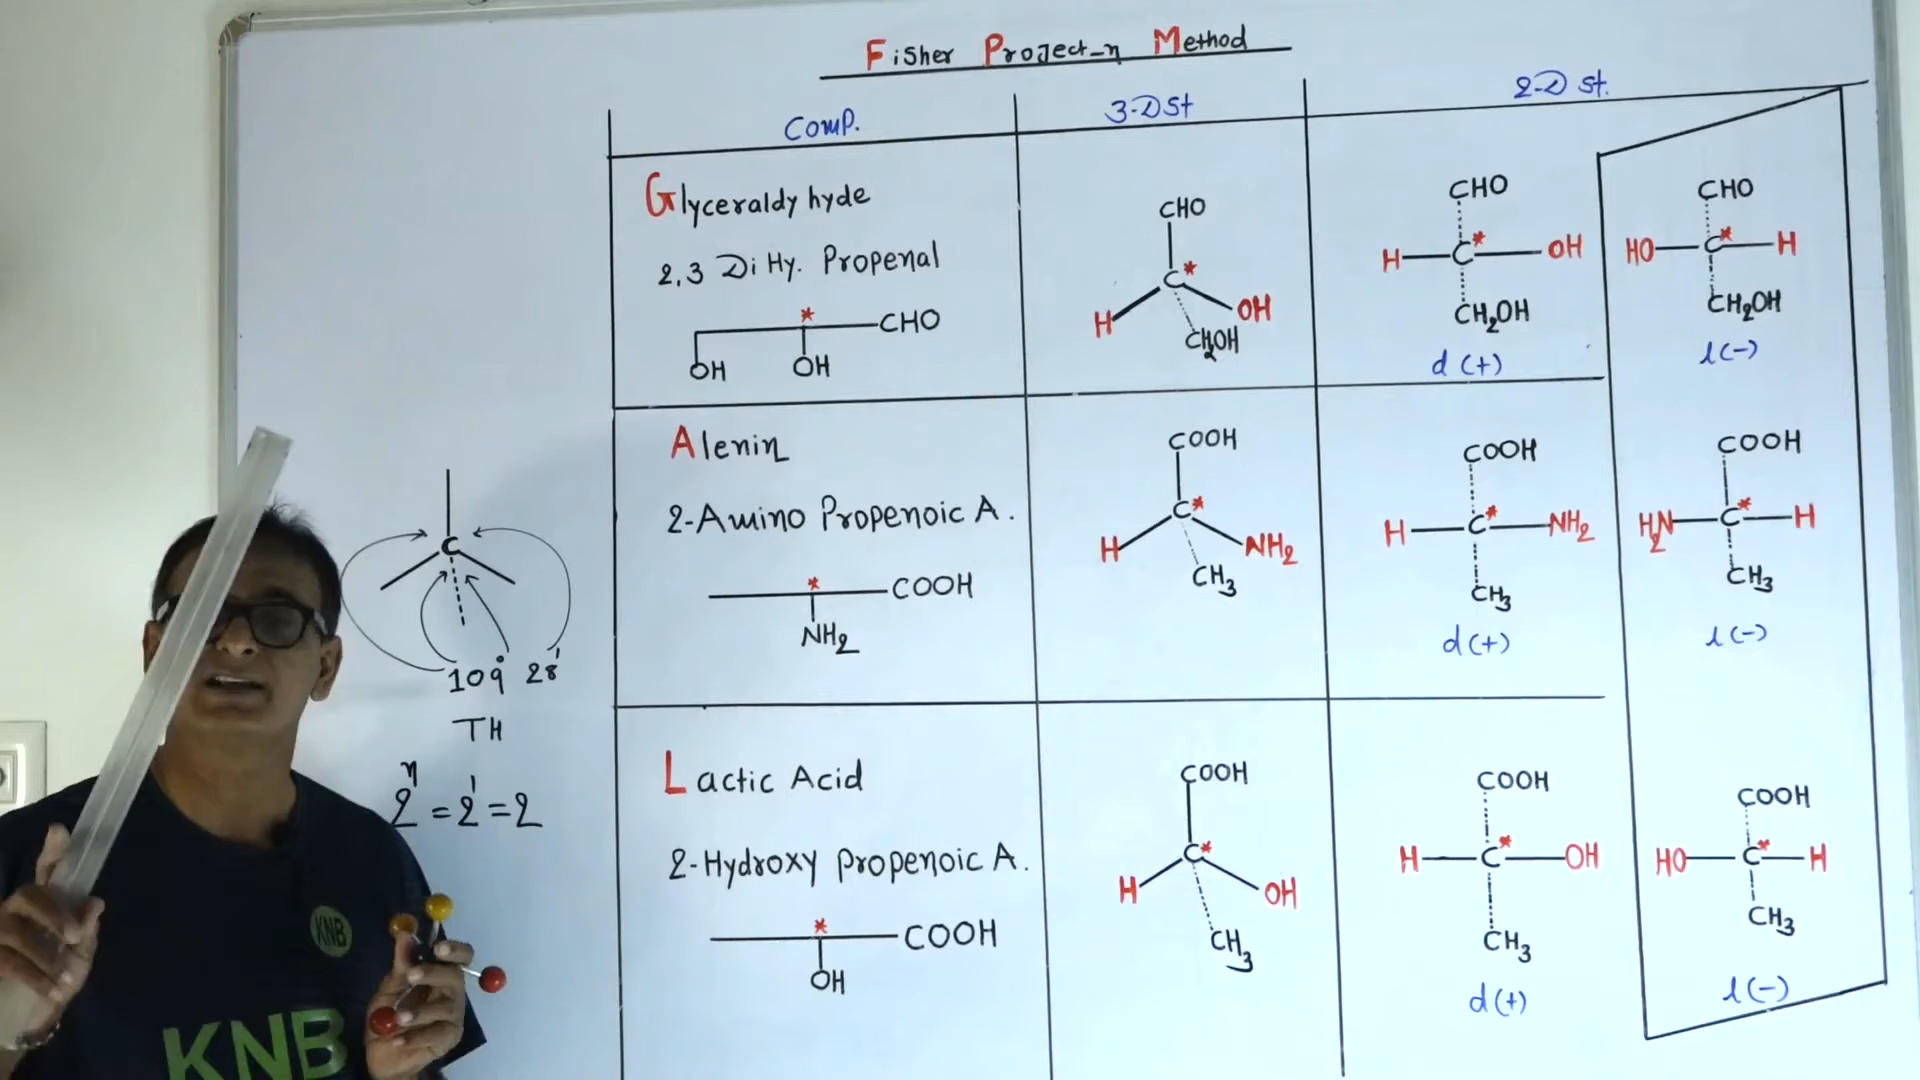 Fisher Project-n Method
Comp.
3-D St
2-D St.
Glyceraldyhyde
2,3 Di Hy. Propenal
* CHO
OH OH
CHO
C*
H OH
CH2OH
CHO
H C* OH
CH2OH
d (+)
CHO
HO C* H
CH2OH
l (-)
Alenin
2-Amino Propenoic A.
* COOH
NH2
COOH
C*
H NH2
CH3
COOH
H C* NH2
CH3
d (+)
COOH
H2N C* H
CH3
l (-)
Lactic Acid
2-Hydroxy Propenoic A.
* COOH
OH
COOH
C*
H OH
CH3
COOH
H C* OH
CH3
d (+)
COOH
HO C* H
CH3
l (-)
C
109° 28'
TH
2^n = 2^1 = 2
KNB
KNB